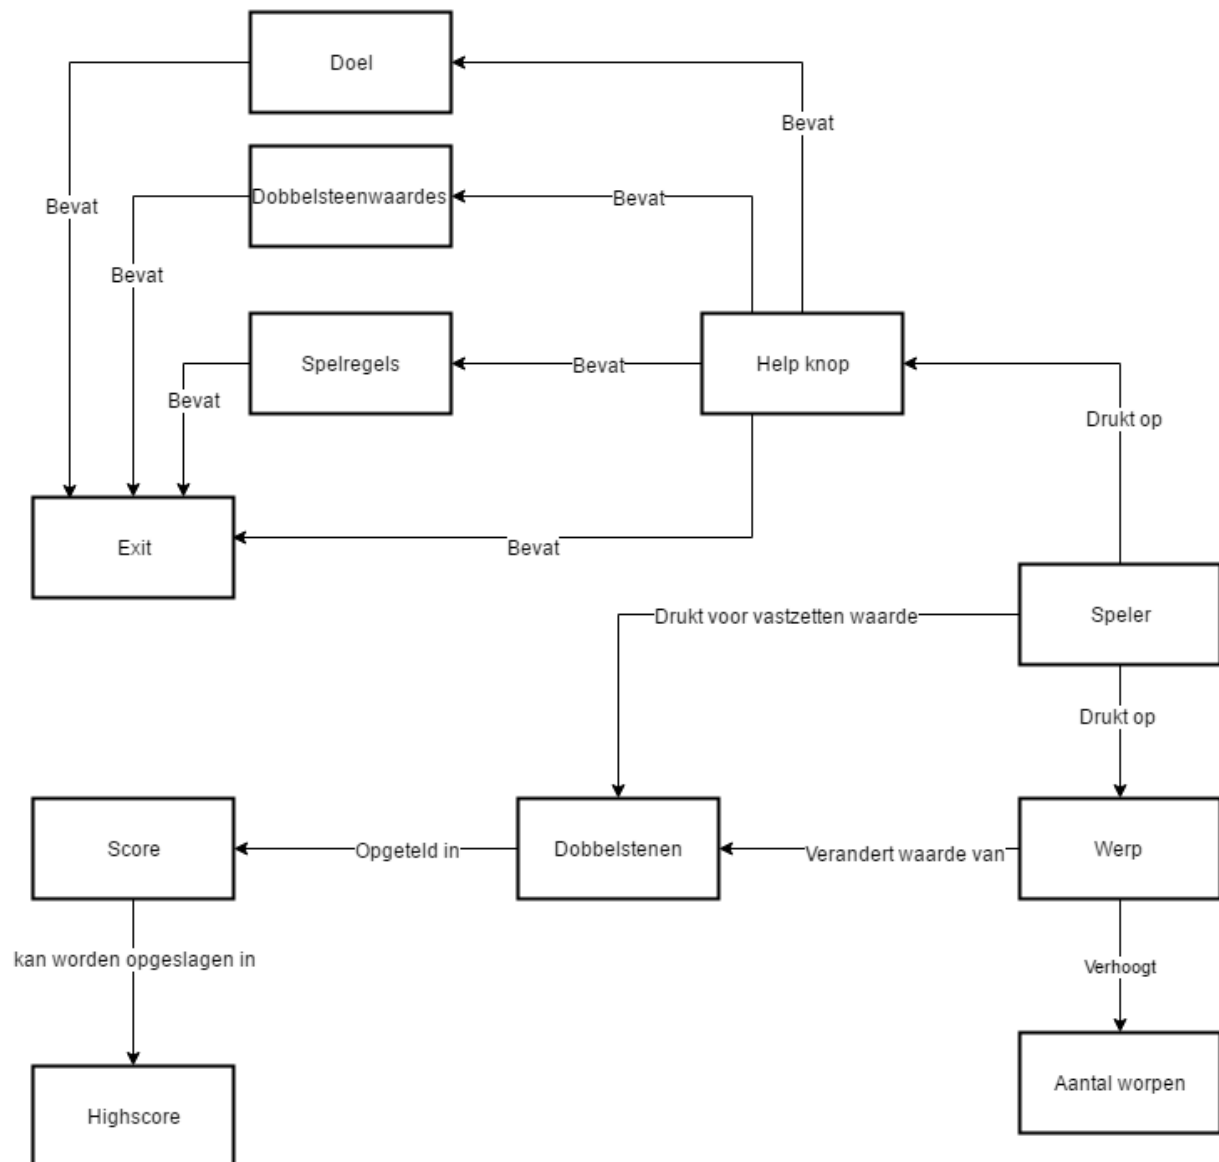 Doel
Bevat
Dobbelsteenwaardes
Bevat
Bevat
Bevat
Spelregels
Bevat
Help knop
Bevat
Drukt op
Exit
Bevat
Drukt voor vastzetten waarde
Speler
Drukt op
Score
Opgeteld in
Dobbelstenen
Verandert waarde van
Werp
kan worden opgeslagen in
Verhoogt
Aantal worpen
Highscore